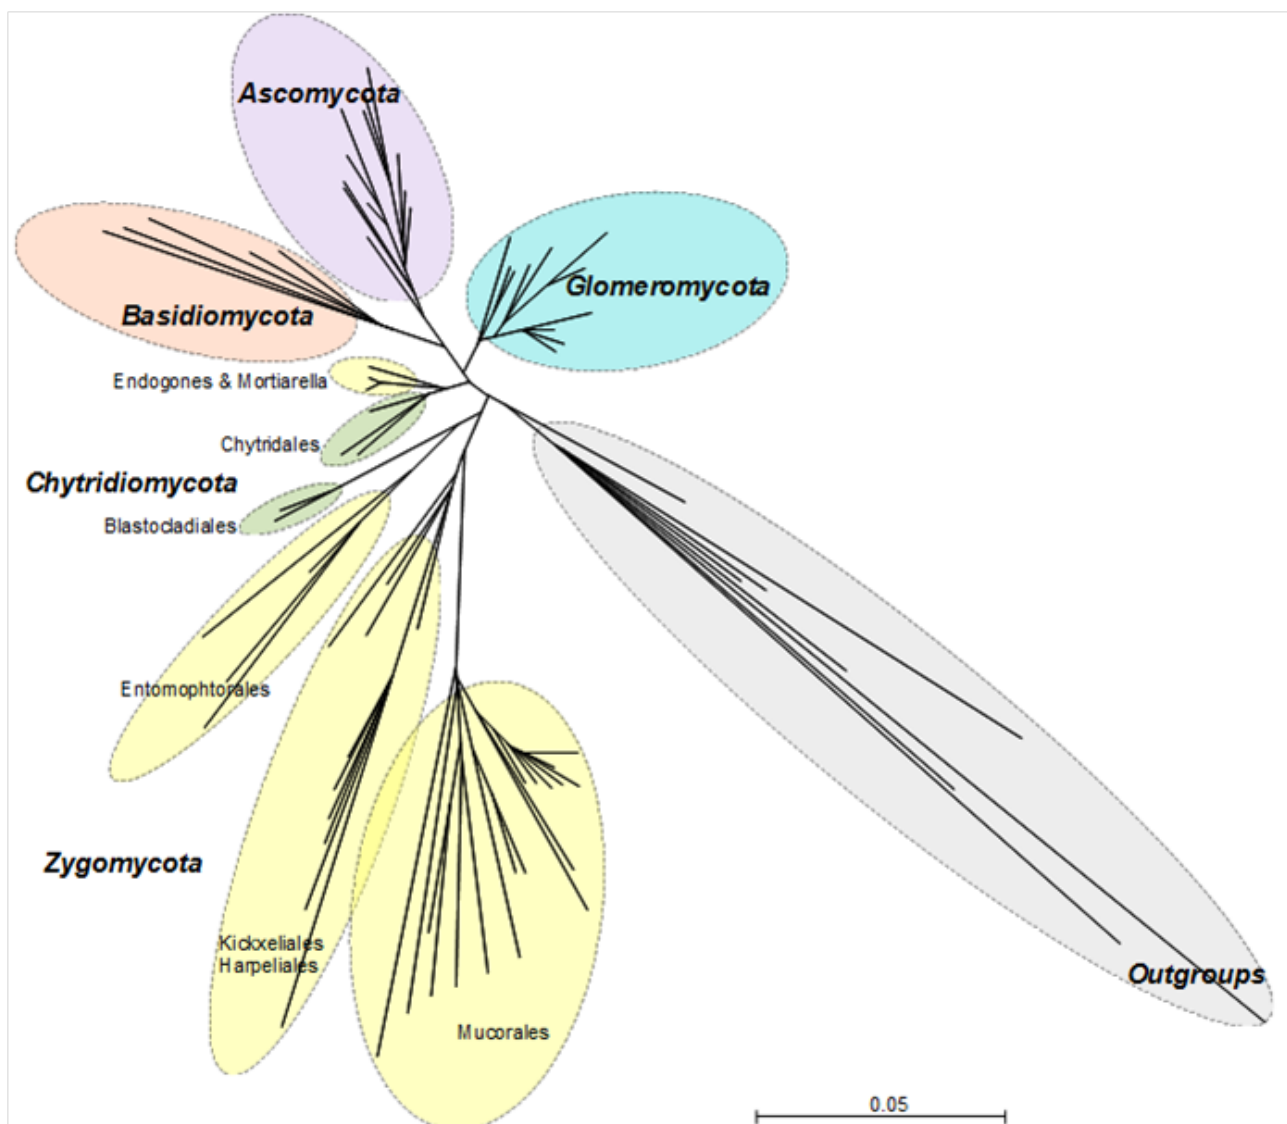 Ascomycota
Glomeromycota
Basidiomycota
Endogones & Mortiarella
Chytridales
Chytridiomycota
Blastocladiales
Entomophtorales
Zygomycota
Kickxeliales
Harpeliales
Outgroups
Mucorales
0.05